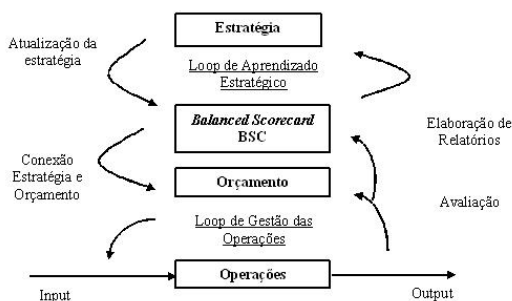 Estratégia
Atualização da
estratégia
Loop de Aprendizado
Estratégico
Balanced Scorecard
BSC
Elaboração de
Relatórios
Conexão
Estratégia e
Orçamento
Orçamento
Avaliação
Loop de Gestão das
Operações
Operações
Input
Output